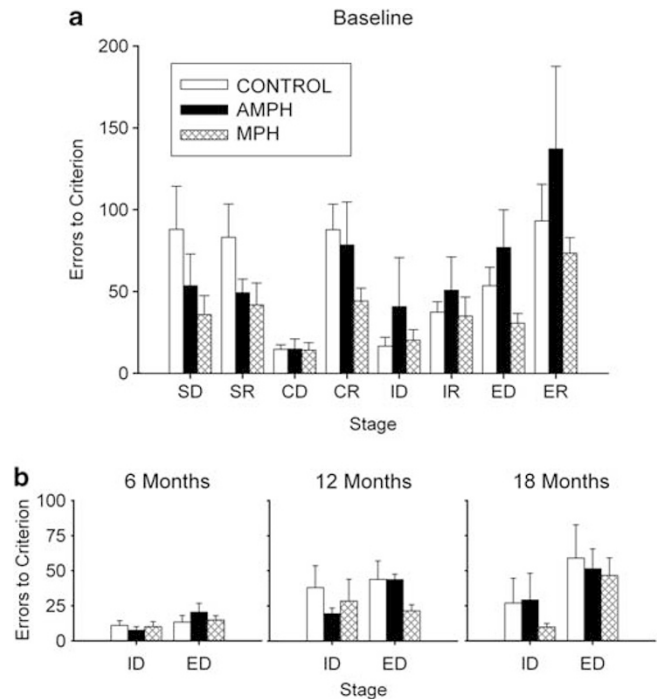 a
Baseline
200
150
100
50
0
Errors to Criterion
CONTROL
AMPH
MPH
SD SR CD CR ID IR ED ER
Stage
b
6 Months 12 Months 18 Months
100
75
50
25
0
Errors to Criterion
ID ED ID ED ID ED
Stage